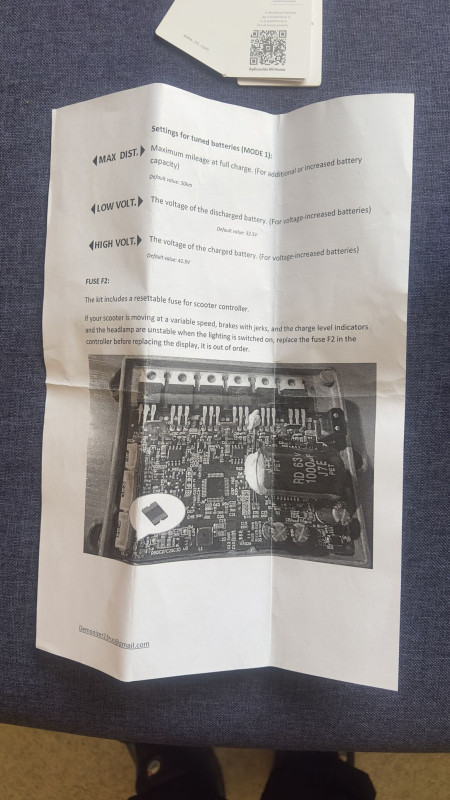 Settings for tuned batteries (MODE 1):
MAX DIST. Maximum mileage at full charge. (For additional or increased battery
capacity)
Default value: 30km
LOW VOLT. The voltage of the discharged battery. (For voltage-increased batteries)
Default value: 32.5V
HIGH VOLT. The voltage of the charged battery. (For voltage-increased batteries)
Default value: 41.9V
FUSE F2:
The kit includes a resettable fuse for scooter controller.
If your scooter is moving at a variable speed, brakes with jerks, and the charge level indicators
and the headlamp are unstable when the lighting is switched on, replace the fuse F2 in the
controller before replacing the display, it is out of order.
RD 63V
1000µ
JTE
PET
PET